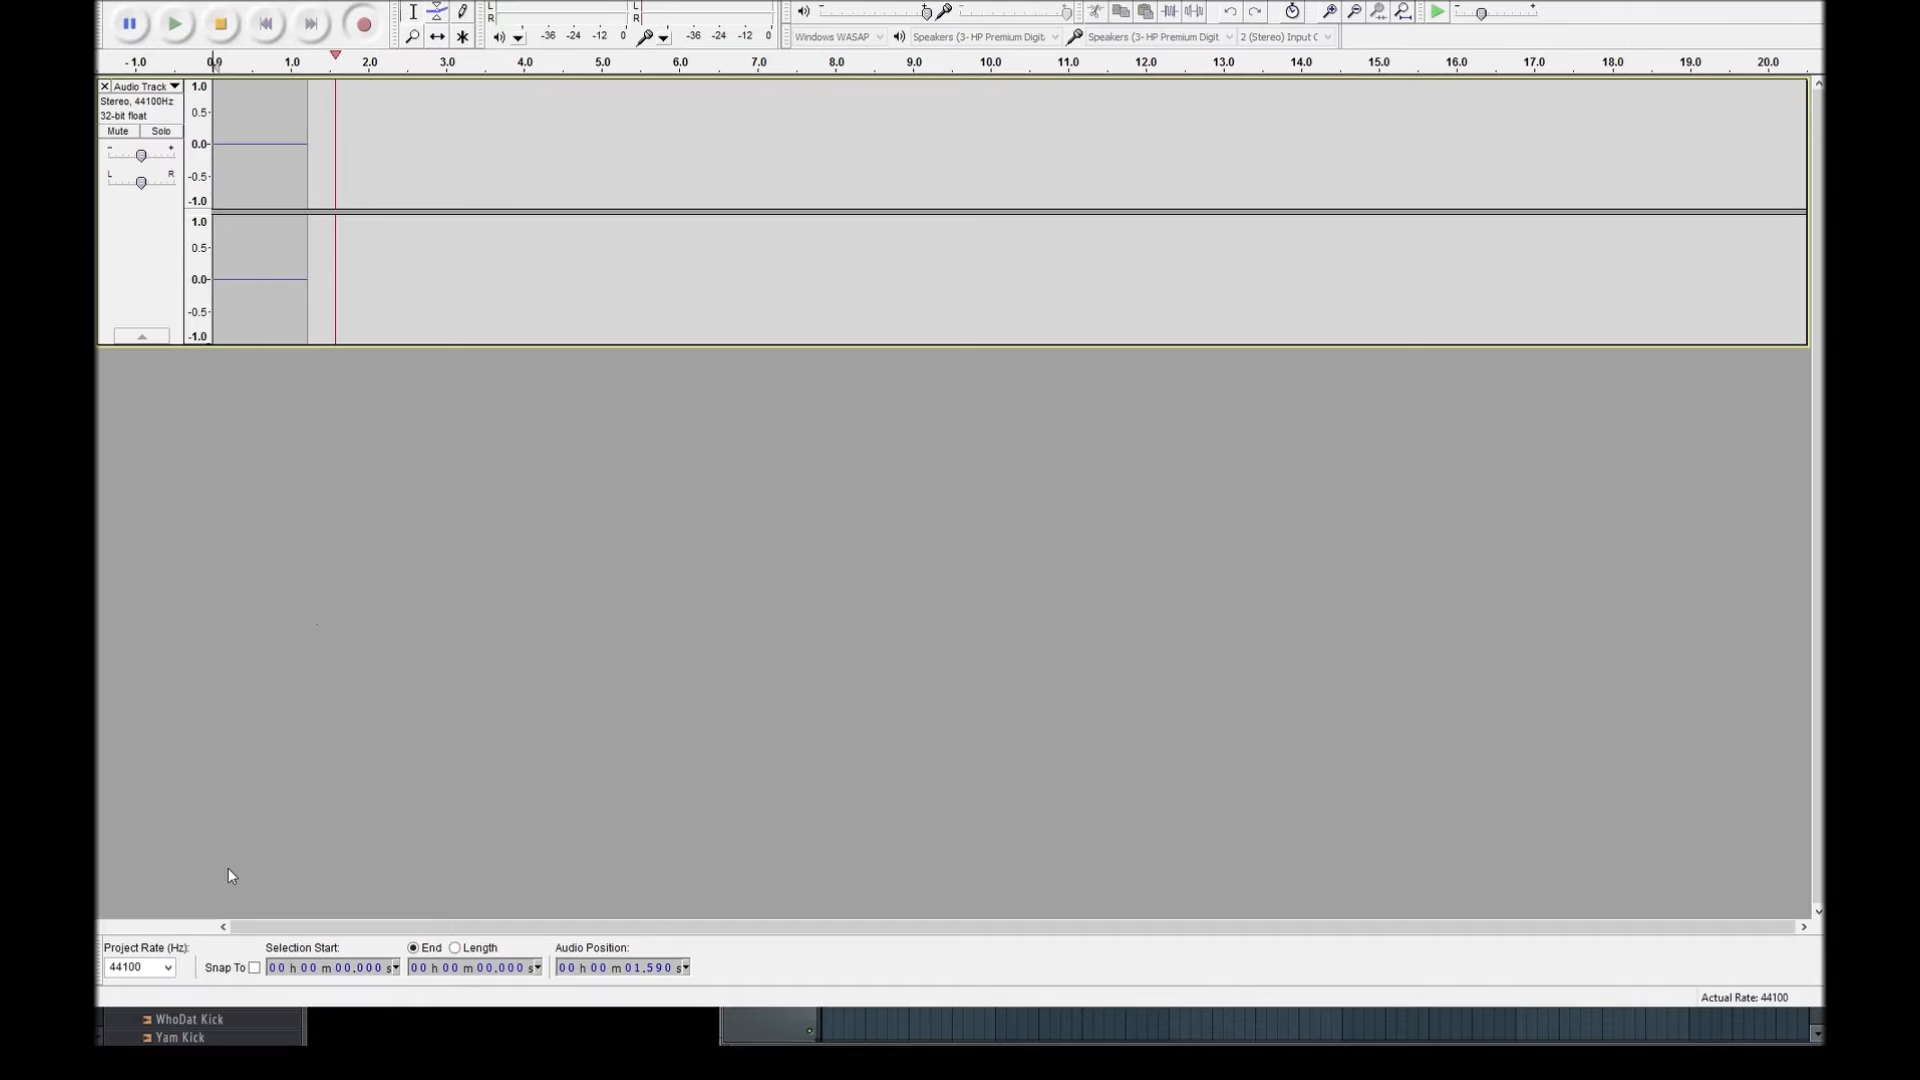 L
R
L
R
-36 -24 -12 0
-36 -24 -12 0
Windows WASAP
Speakers (3- HP Premium Digit
Speakers (3- HP Premium Digit
2 (Stereo) Input C
- 1.0 0.0 1.0 2.0 3.0 4.0 5.0 6.0 7.0 8.0 9.0 10.0 11.0 12.0 13.0 14.0 15.0 16.0 17.0 18.0 19.0 20.0
Audio Track
Stereo, 44100Hz
32-bit float
Mute Solo
- +
L R
1.0
0.5
0.0
-0.5
-1.0
1.0
0.5
0.0
-0.5
-1.0
Project Rate (Hz):
44100
Snap To
Selection Start:
00 h 00 m 00.000 s
End Length
00 h 00 m 00.000 s
Audio Position:
00 h 00 m 01.590 s
Actual Rate: 44100
WhoDat Kick
Yam Kick